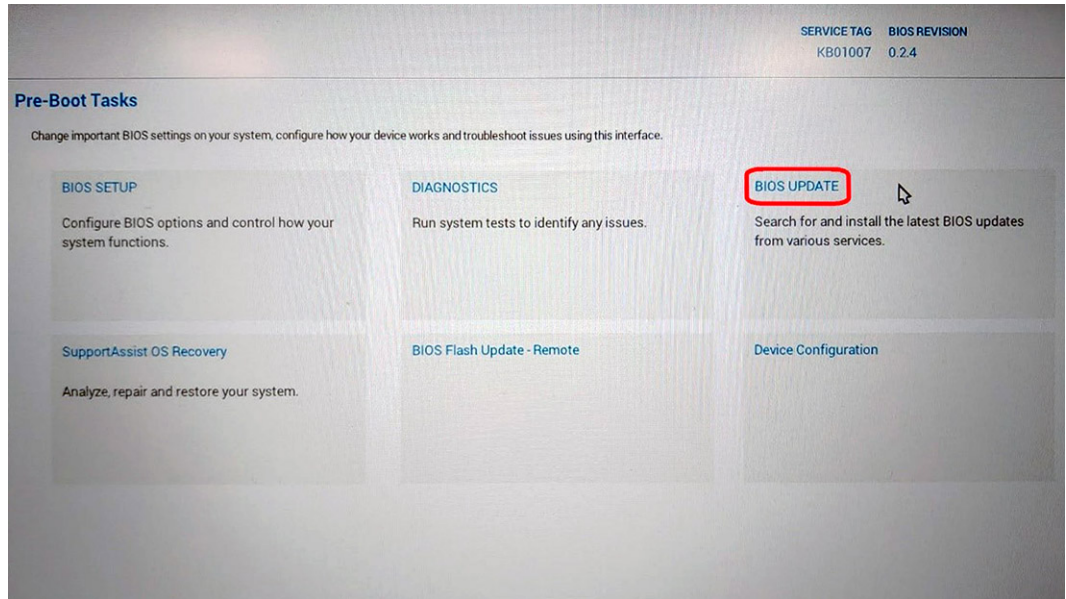 SERVICE TAG BIOS REVISION
KB01007 0.2.4
Pre-Boot Tasks
Change important BIOS settings on your system, configure how your device works and troubleshoot issues using this interface.
BIOS SETUP
Configure BIOS options and control how your
system functions.
DIAGNOSTICS
Run system tests to identify any issues.
BIOS UPDATE
Search for and install the latest BIOS updates
from various services.
SupportAssist OS Recovery
Analyze, repair and restore your system.
BIOS Flash Update - Remote
Device Configuration